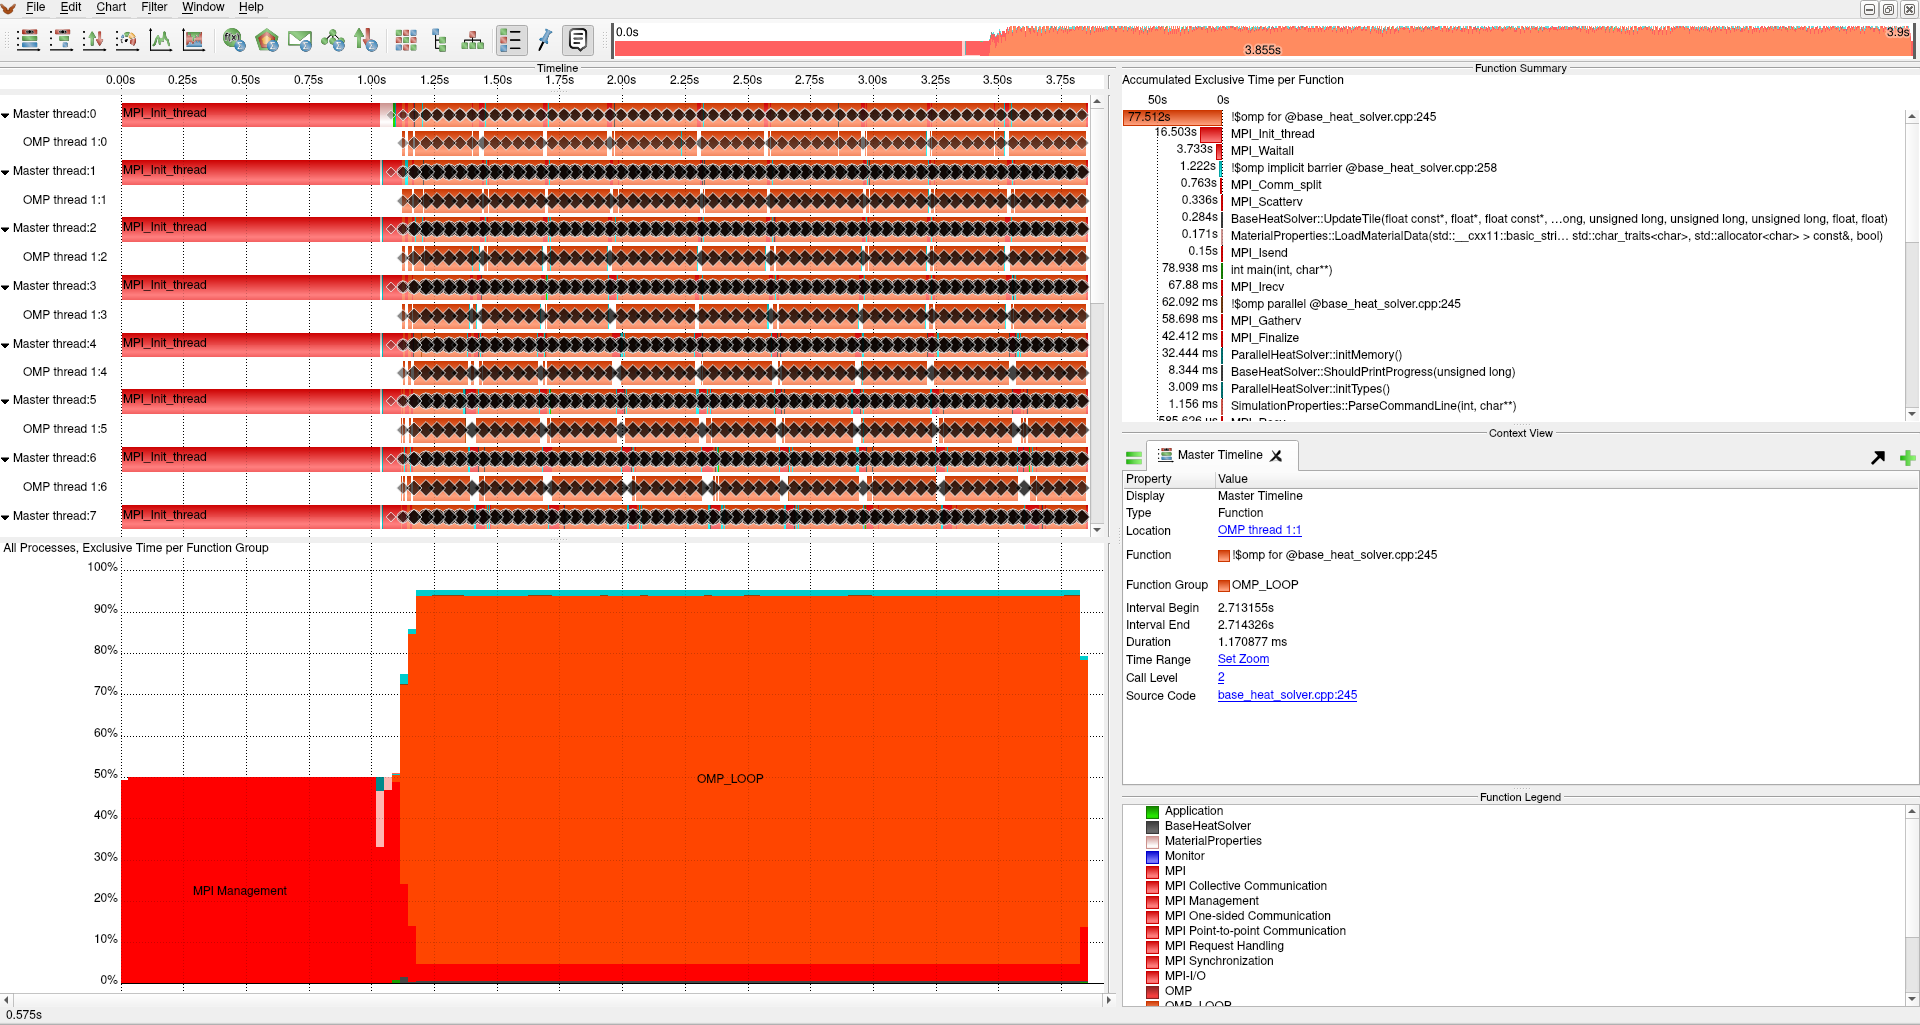 File Edit Chart Filter Window Help
0.0s
3.855s
3.9s
Timeline
0.00s 0.25s 0.50s 0.75s 1.00s 1.25s 1.50s 1.75s 2.00s 2.25s 2.50s 2.75s 3.00s 3.25s 3.50s 3.75s
Master thread:0 MPI_Init_thread
OMP thread 1:0
Master thread:1 MPI_Init_thread
OMP thread 1:1
Master thread:2 MPI_Init_thread
OMP thread 1:2
Master thread:3 MPI_Init_thread
OMP thread 1:3
Master thread:4 MPI_Init_thread
OMP thread 1:4
Master thread:5 MPI_Init_thread
OMP thread 1:5
Master thread:6 MPI_Init_thread
OMP thread 1:6
Master thread:7 MPI_Init_thread
All Processes, Exclusive Time per Function Group
100%
90%
80%
70%
60%
50%
40%
30%
20%
10%
0%
OMP_LOOP
MPI Management
0.575s
Function Summary
Accumulated Exclusive Time per Function
50s 0s
77.512s !$omp for @base_heat_solver.cpp:245
16.503s MPI_Init_thread
3.733s MPI_Waitall
1.222s !$omp implicit barrier @base_heat_solver.cpp:258
0.763s MPI_Comm_split
0.336s MPI_Scatterv
0.284s BaseHeatSolver::UpdateTile(float const*, float*, float const*, …ong, unsigned long, unsigned long, unsigned long, float, float)
0.171s MaterialProperties::LoadMaterialData(std::__cxx11::basic_stri… std::char_traits<char>, std::allocator<char> > const&, bool)
0.15s MPI_Isend
78.938 ms int main(int, char**)
67.88 ms MPI_Irecv
62.092 ms !$omp parallel @base_heat_solver.cpp:245
58.698 ms MPI_Gatherv
42.412 ms MPI_Finalize
32.444 ms ParallelHeatSolver::initMemory()
8.344 ms BaseHeatSolver::ShouldPrintProgress(unsigned long)
3.009 ms ParallelHeatSolver::initTypes()
1.156 ms SimulationProperties::ParseCommandLine(int, char**)
Context View
Master Timeline
Property Value
Display Master Timeline
Type Function
Location OMP thread 1:1
Function !$omp for @base_heat_solver.cpp:245
Function Group OMP_LOOP
Interval Begin 2.713155s
Interval End 2.714326s
Duration 1.170877 ms
Time Range Set Zoom
Call Level 2
Source Code base_heat_solver.cpp:245
Function Legend
Application
BaseHeatSolver
MaterialProperties
Monitor
MPI
MPI Collective Communication
MPI Management
MPI One-sided Communication
MPI Point-to-point Communication
MPI Request Handling
MPI Synchronization
MPI-I/O
OMP
OMP_LOOP